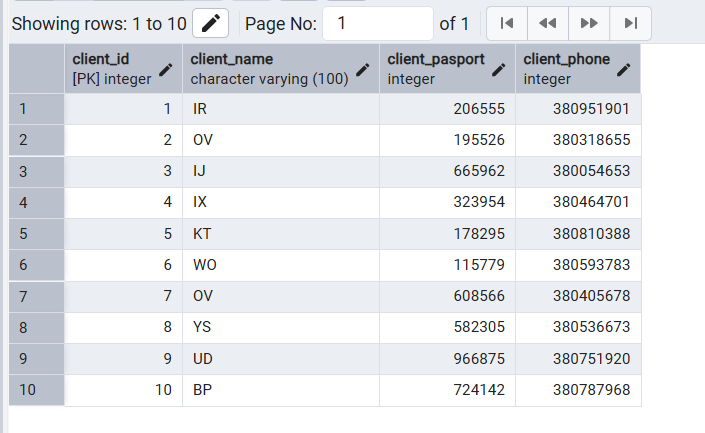 Showing rows: 1 to 10 Page No: 1 of 1
client_id client_name client_pasport client_phone
[PK] integer character varying (100) integer integer
1 1 IR 206555 380951901
2 2 OV 195526 380318655
3 3 IJ 665962 380054653
4 4 IX 323954 380464701
5 5 KT 178295 380810388
6 6 WO 115779 380593783
7 7 OV 608566 380405678
8 8 YS 582305 380536673
9 9 UD 966875 380751920
10 10 BP 724142 380787968